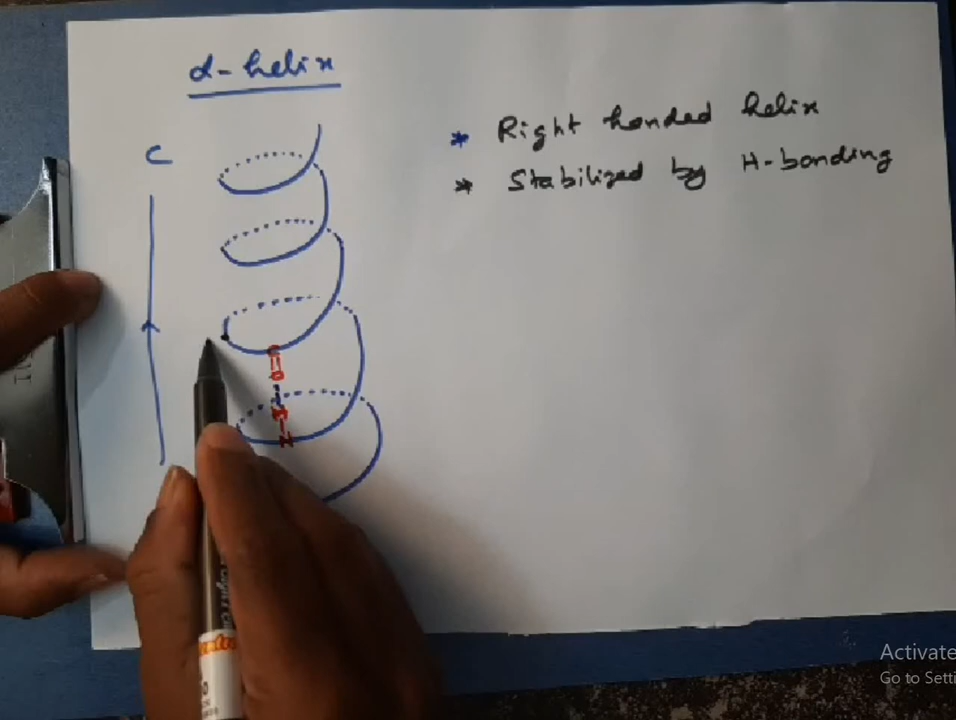 α-helix
* Right handed helix
* Stabilized by H-bonding
C
C
O
H
N
Activate
Go to Setti